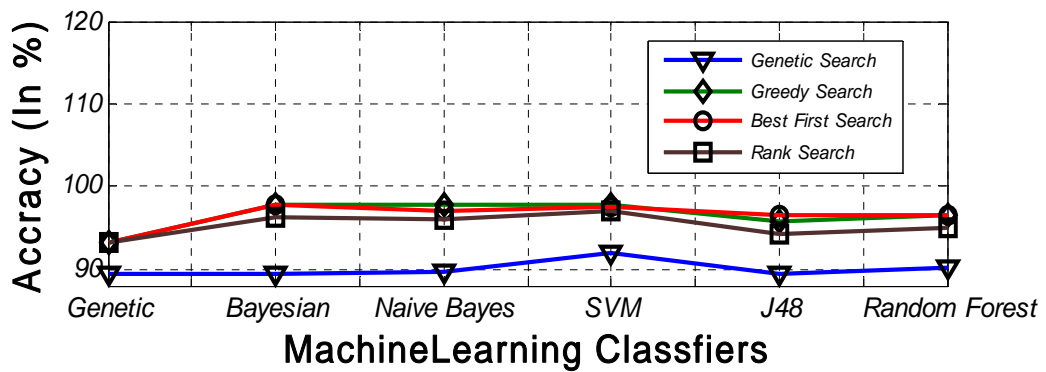 120
110
100
90
Accracy (In %)
Genetic Search
Greedy Search
Best First Search
Rank Search
Genetic Bayesian Naive Bayes SVM J48 Random Forest
MachineLearning Classfiers